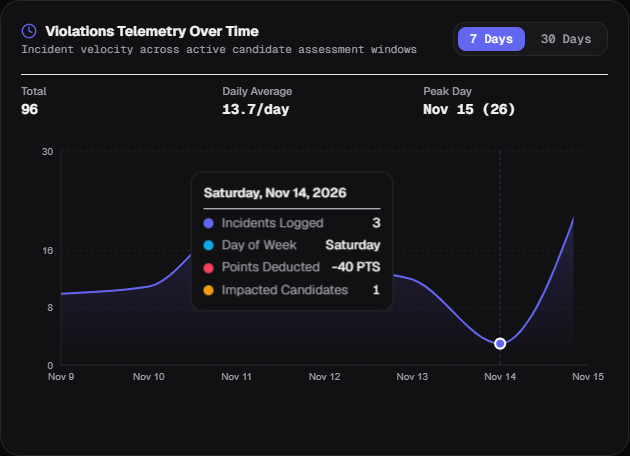 Violations Telemetry Over Time
Incident velocity across active candidate assessment windows
7 Days 30 Days
Total Daily Average Peak Day
96 13.7/day Nov 15 (26)
30
16
8
0
Saturday, Nov 14, 2026
Incidents Logged 3
Day of Week Saturday
Points Deducted -40 PTS
Impacted Candidates 1
Nov 9 Nov 10 Nov 11 Nov 12 Nov 13 Nov 14 Nov 15